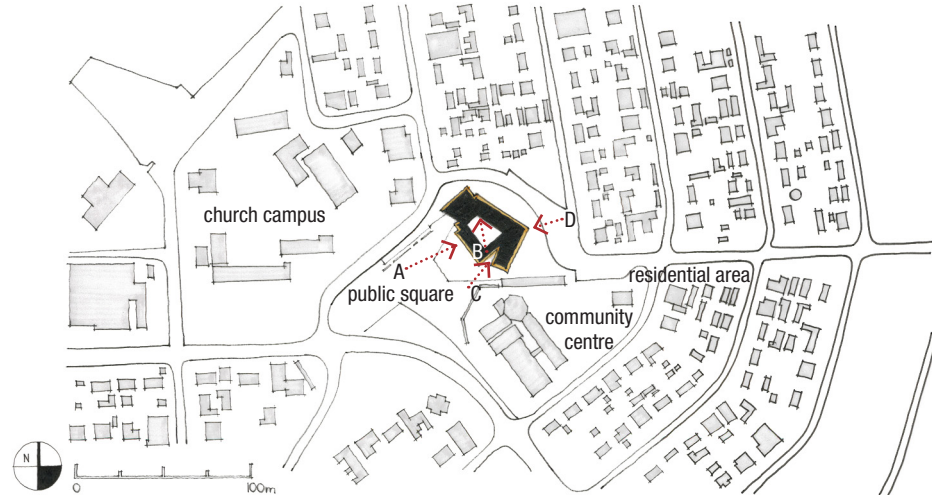 church campus
D
B
A
residential area
public square
C
community
centre
N
0
100m